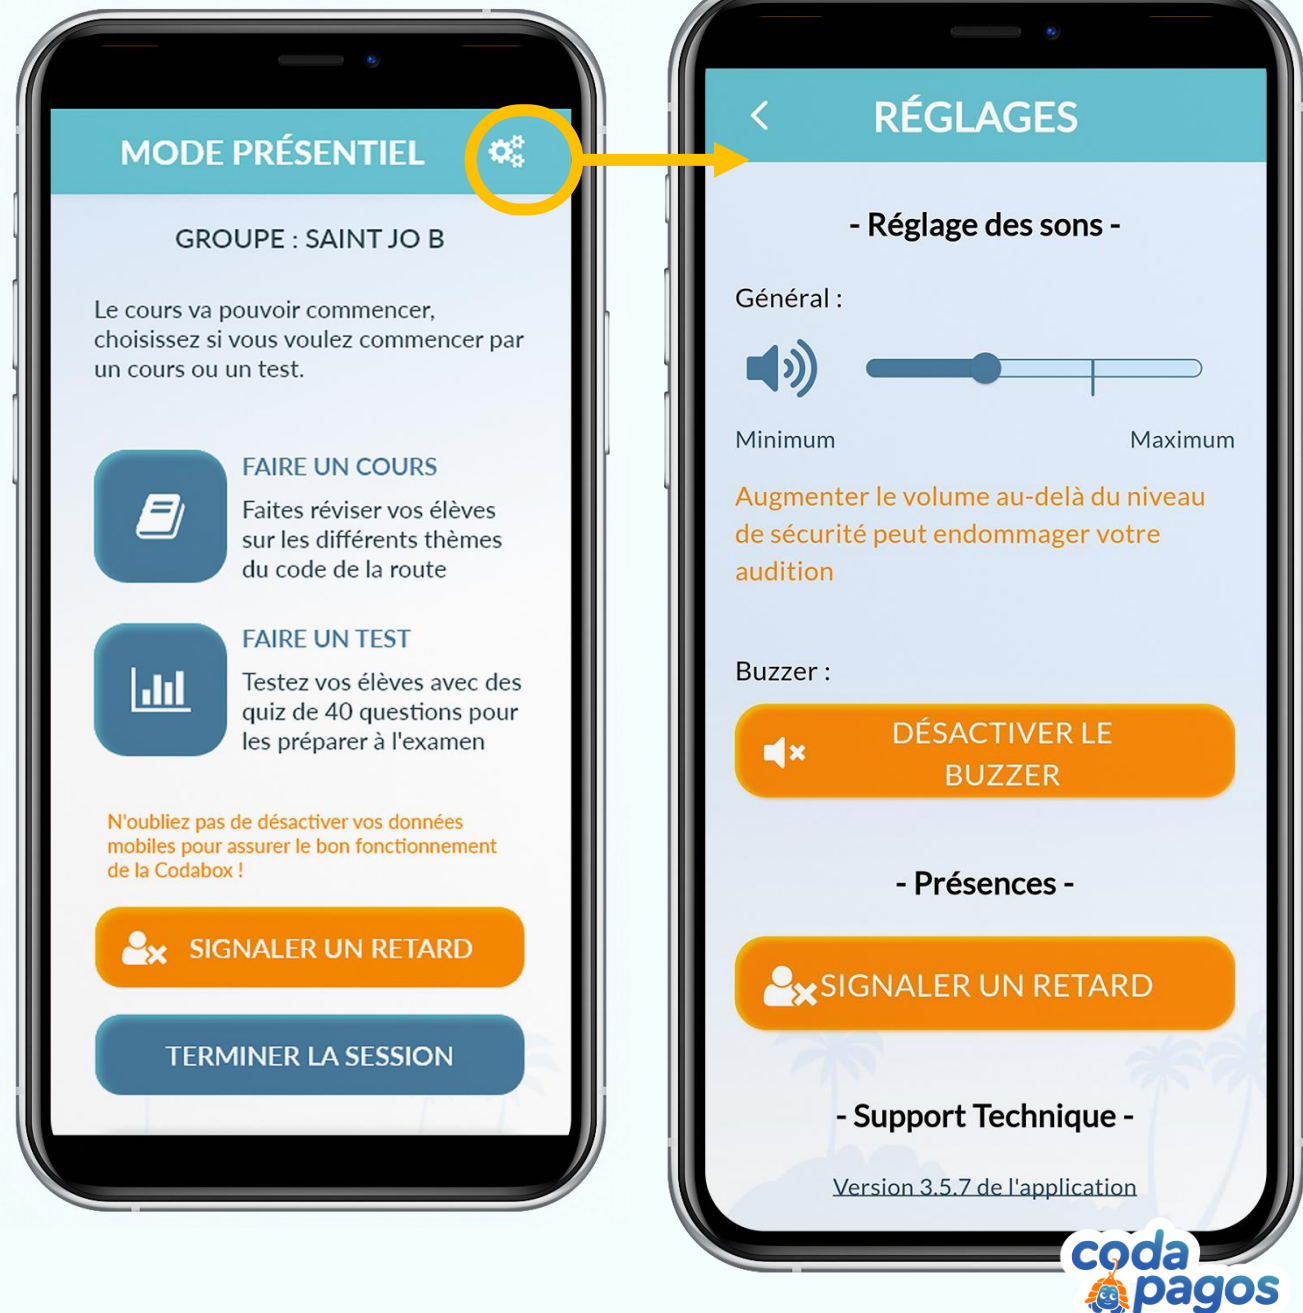 MODE PRÉSENTIEL
GROUPE : SAINT JO B
Le cours va pouvoir commencer,
choisissez si vous voulez commencer par
un cours ou un test.
FAIRE UN COURS
Faites réviser vos élèves
sur les différents thèmes
du code de la route
FAIRE UN TEST
Testez vos élèves avec des
quiz de 40 questions pour
les préparer à l'examen
N'oubliez pas de désactiver vos données
mobiles pour assurer le bon fonctionnement
de la Codabox !
SIGNALER UN RETARD
TERMINER LA SESSION
RÉGLAGES
- Réglage des sons -
Général :
Minimum Maximum
Augmenter le volume au-delà du niveau
de sécurité peut endommager votre
audition
Buzzer :
DÉSACTIVER LE
BUZZER
- Présences -
SIGNALER UN RETARD
- Support Technique -
Version 3.5.7 de l'application
coda
pagos